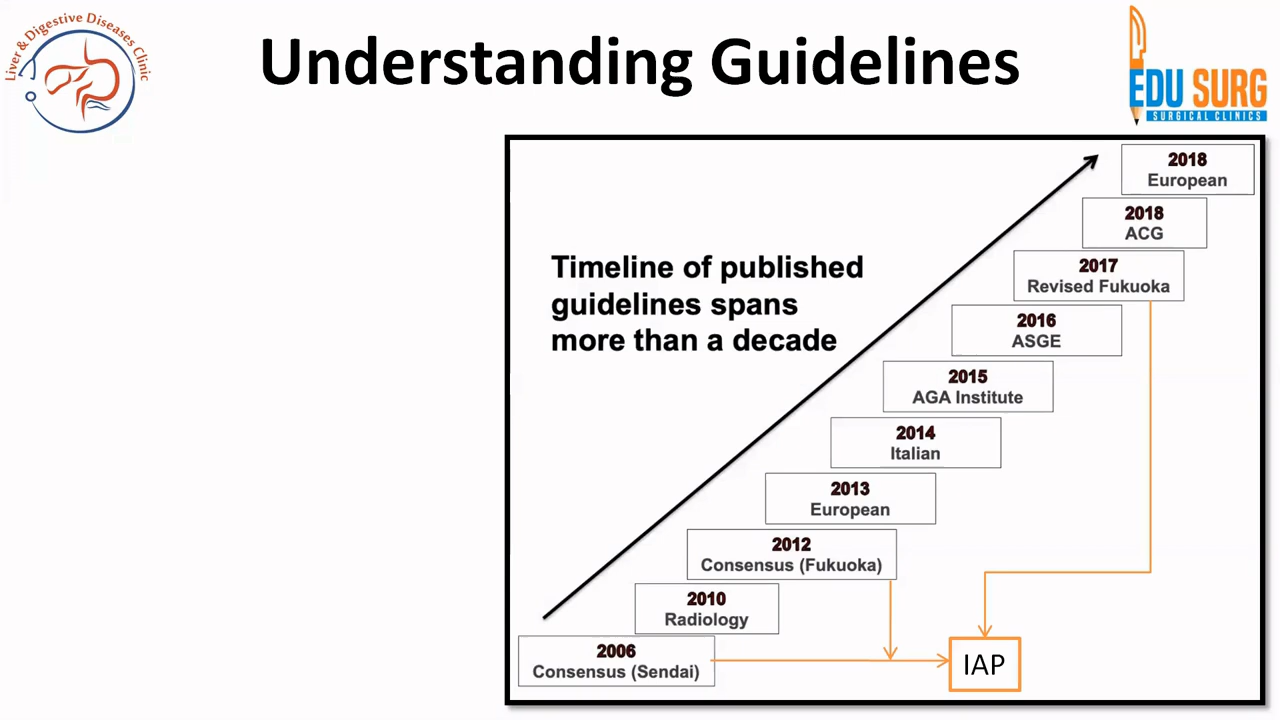 Liver & Digestive Diseases Clinic
Understanding Guidelines
EDU SURG
SURGICAL CLINICS
Timeline of published
guidelines spans
more than a decade
2018
European
2018
ACG
2017
Revised Fukuoka
2016
ASGE
2015
AGA Institute
2014
Italian
2013
European
2012
Consensus (Fukuoka)
2010
Radiology
2006
Consensus (Sendai)
IAP